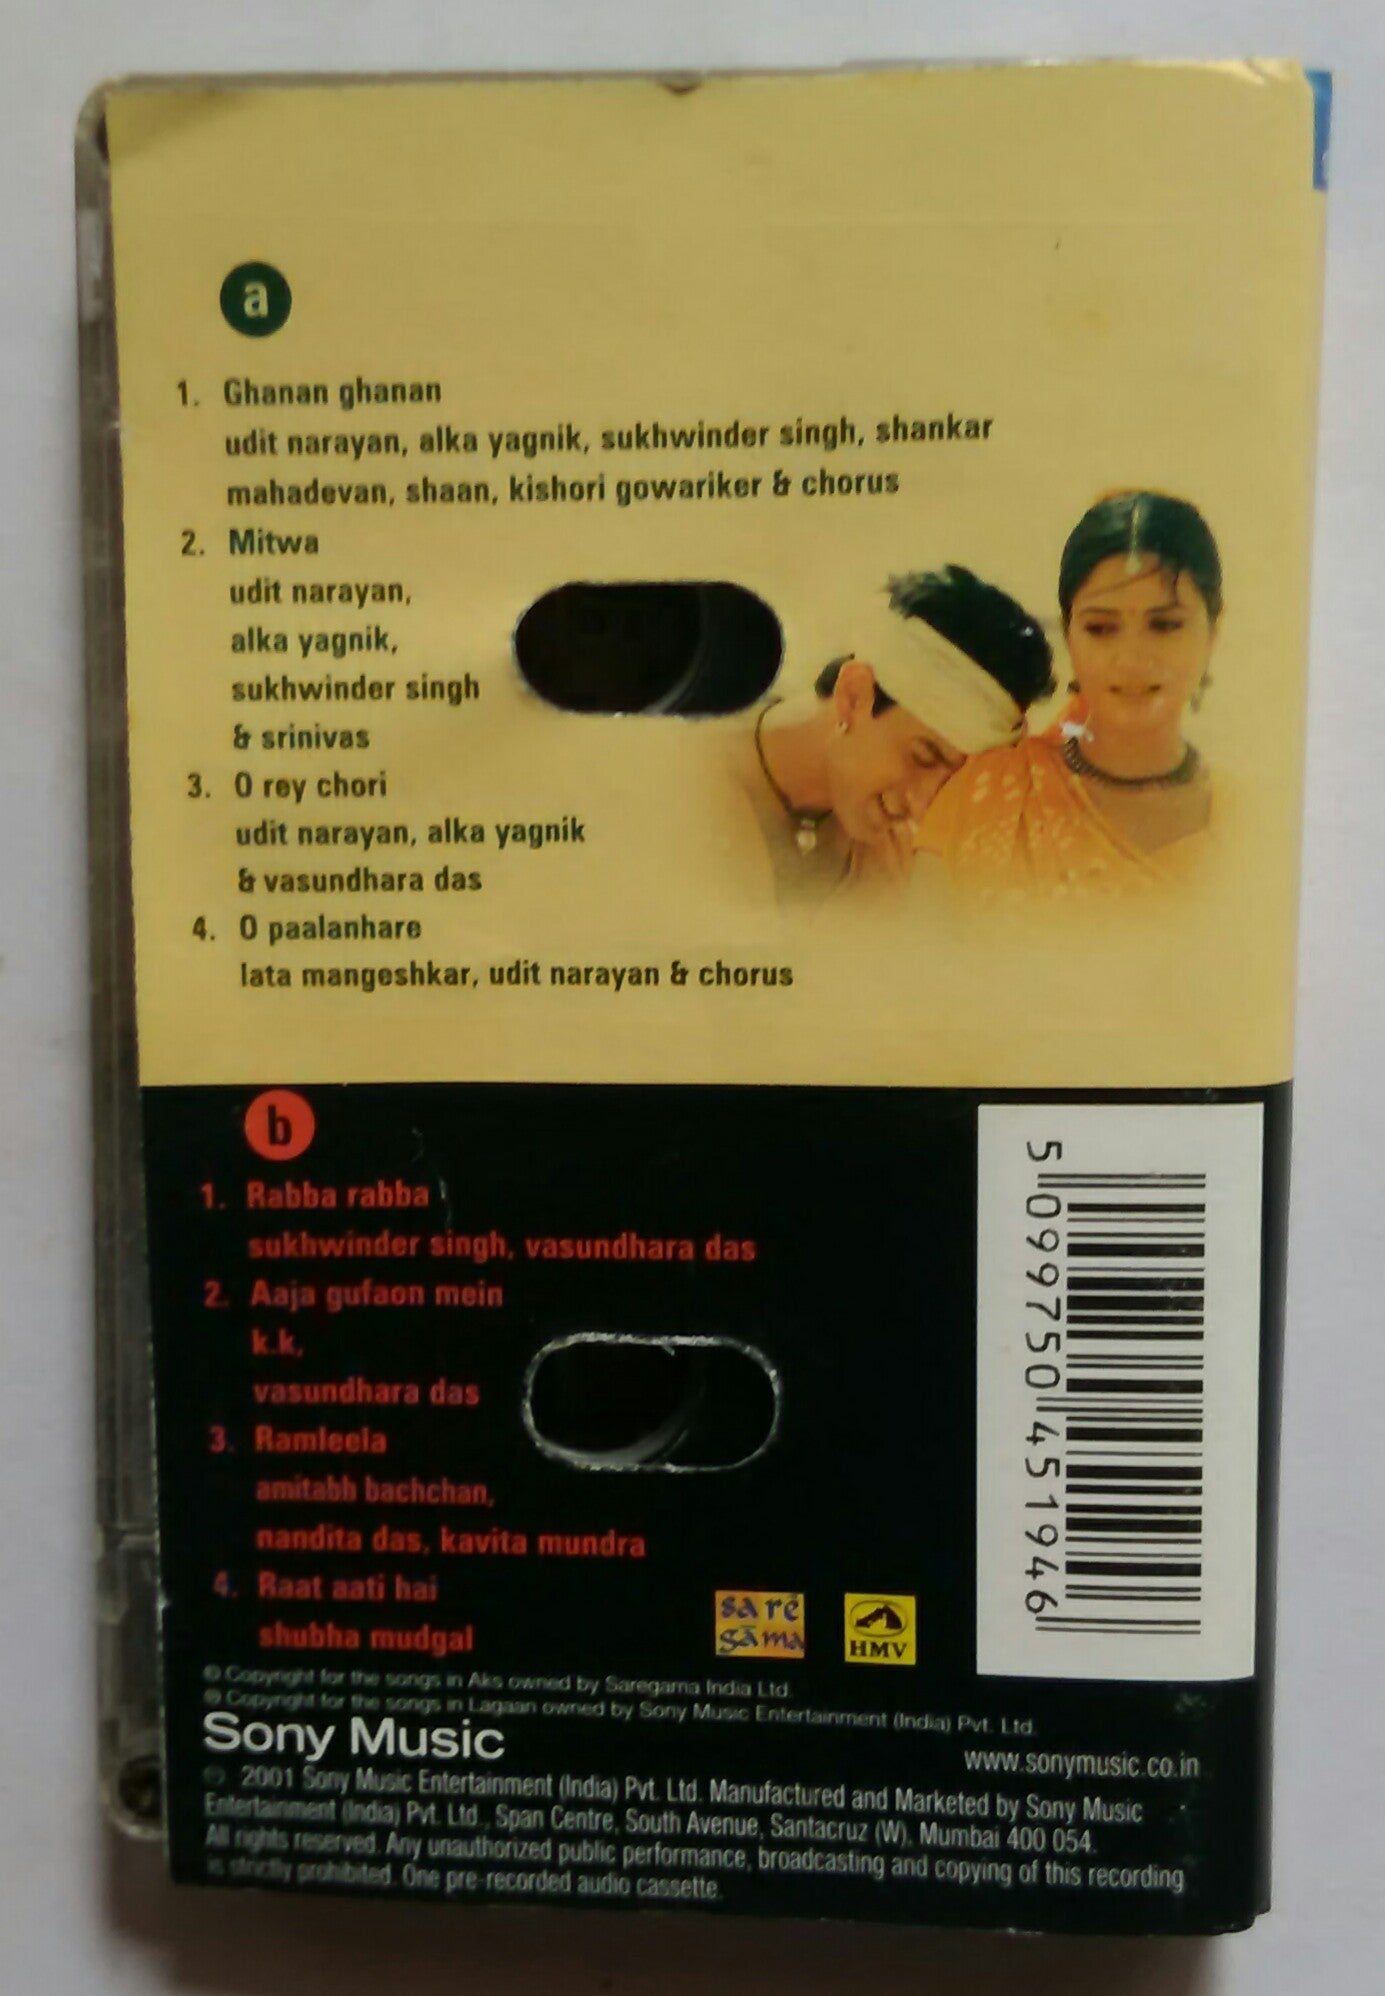 a
1. Ghanan ghanan
udit narayan, alka yagnik, sukhwinder singh, shankar
mahadevan, shaan, kishori gowariker & chorus
2. Mitwa
udit narayan,
alka yagnik,
sukhwinder singh
& srinivas
3. O rey chori
udit narayan, alka yagnik
& vasundhara das
4. O paalanhare
lata mangeshkar, udit narayan & chorus
b
1. Rabba rabba
sukhwinder singh, vasundhara das
2. Aaja gufaon mein
k.k,
vasundhara das
3. Ramleela
amitabh bachchan,
nandita das, kavita mundra
4. Raat aati hai
shubha mudgal
sa rē
gāma
HMV
5 099750 451946
℗ Copyright for the songs in Aks owned by Saregama India Ltd.
℗ Copyright for the songs in Lagaan owned by Sony Music Entertainment (India) Pvt. Ltd.
Sony Music
www.sonymusic.co.in
℗ 2001 Sony Music Entertainment (India) Pvt. Ltd. Manufactured and Marketed by Sony Music
Entertainment (India) Pvt. Ltd., Span Centre, South Avenue, Santacruz (W), Mumbai 400 054.
All rights reserved. Any unauthorized public performance, broadcasting and copying of this recording
is strictly prohibited. One pre-recorded audio cassette.